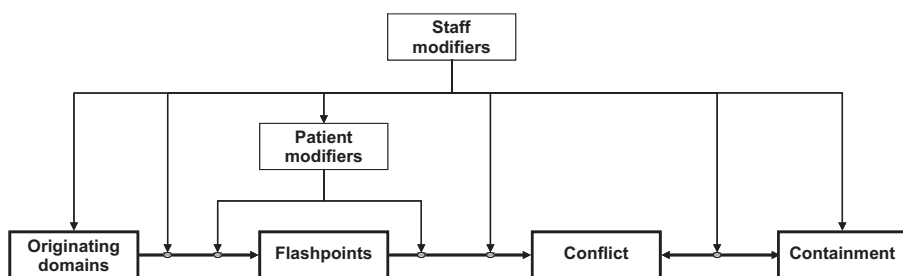 Staff
modifiers
Patient
modifiers
Originating
domains
Flashpoints
Conflict
Containment